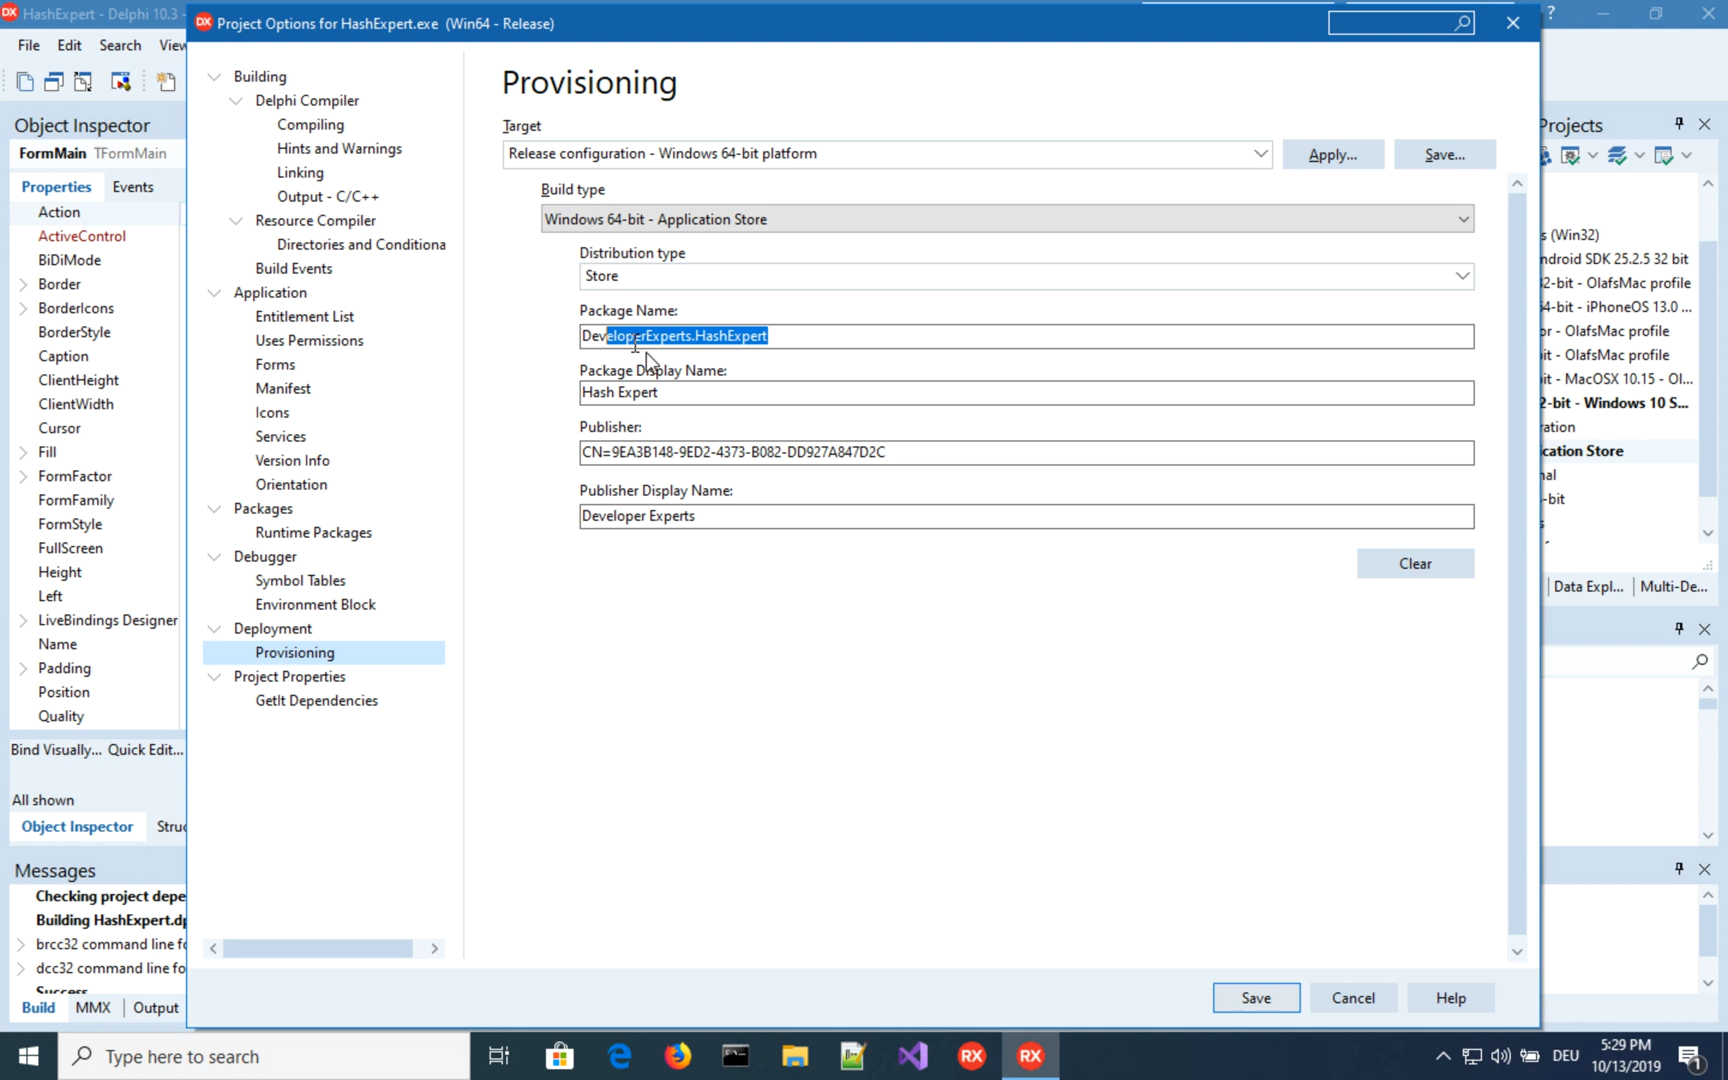 HashExpert - Delphi 10.3
Project Options for HashExpert.exe (Win64 - Release)
File Edit Search View
Object Inspector
FormMain TFormMain
Properties Events
Action
ActiveControl
BiDiMode
Border
BorderIcons
BorderStyle
Caption
ClientHeight
ClientWidth
Cursor
Fill
FormFactor
FormFamily
FormStyle
FullScreen
Height
Left
LiveBindings Designer
Name
Padding
Position
Quality
Bind Visually... Quick Edit...
All shown
Object Inspector
Messages
Checking project depe
Building HashExpert.d
brcc32 command line fo
dcc32 command line fo
Success
Build MMX Output
Building
Delphi Compiler
Compiling
Hints and Warnings
Linking
Output - C/C++
Resource Compiler
Directories and Conditiona
Build Events
Application
Entitlement List
Uses Permissions
Forms
Manifest
Icons
Services
Version Info
Orientation
Packages
Runtime Packages
Debugger
Symbol Tables
Environment Block
Deployment
Provisioning
Project Properties
GetIt Dependencies
Provisioning
Target
Release configuration - Windows 64-bit platform
Apply... Save...
Build type
Windows 64-bit - Application Store
Distribution type
Store
Package Name:
DeveloperExperts.HashExpert
Package Display Name:
Hash Expert
Publisher:
CN=9EA3B148-9ED2-4373-B082-DD927A847D2C
Publisher Display Name:
Developer Experts
Clear
Save Cancel Help
Projects
s (Win32)
ndroid SDK 25.2.5 32 bit
2-bit - OlafsMac profile
4-bit - iPhoneOS 13.0 ...
or - OlafsMac profile
it - OlafsMac profile
it - MacOSX 10.15 - Ol...
2-bit - Windows 10 S...
ration
ication Store
nal
-bit
Data Expl... Multi-De...
Type here to search
RX
RX
DEU
5:29 PM
10/13/2019
1